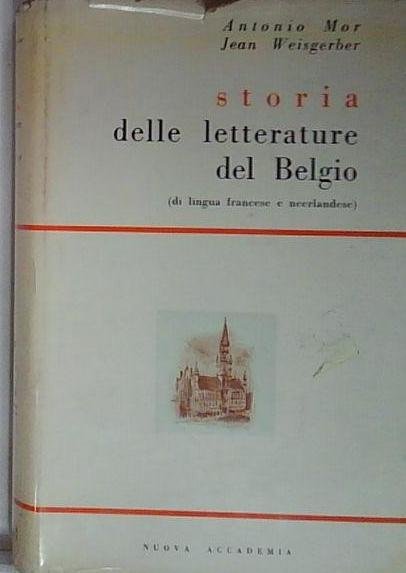 Antonio Mor
Jean Weisgerber
storia
delle letterature
del Belgio
(di lingua francese e neerlandese)
NUOVA ACCADEMIA